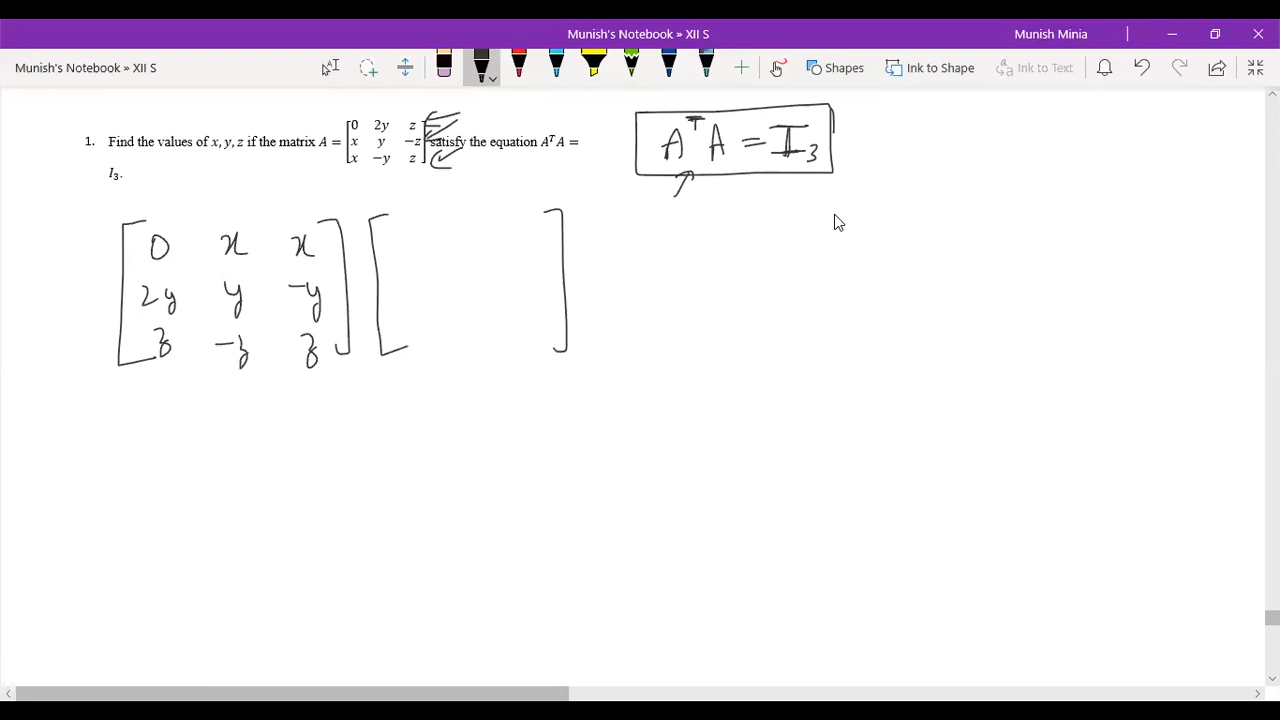 Munish's Notebook » XII S
Munish Minia
Munish's Notebook » XII S
Shapes
Ink to Shape
Ink to Text
1. Find the values of x, y, z if the matrix A = [0 2y z
x y −z
x −y z] satisfy the equation AᵀA =
I₃.
AᵀA = I₃
[0 x x
2y y −y
z −z z] [ ]